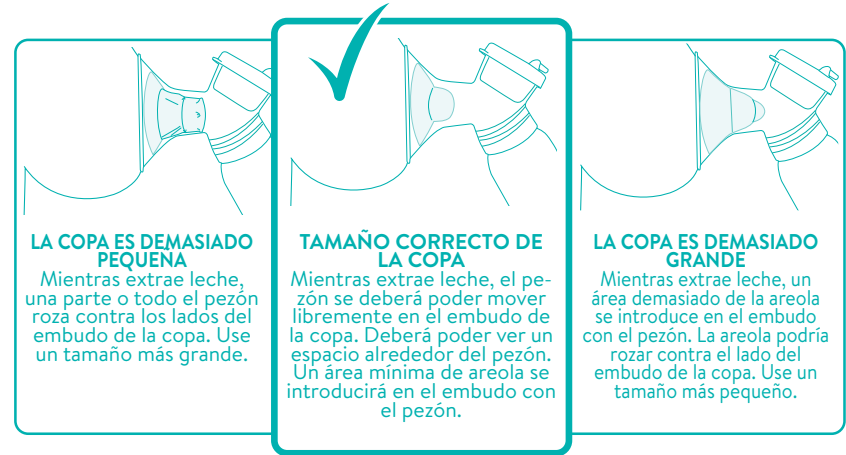 LA COPA ES DEMASIADO
PEQUEÑA
Mientras extrae leche,
una parte o todo el pezón
roza contra los lados del
embudo de la copa. Use
un tamaño más grande.
TAMAÑO CORRECTO DE
LA COPA
Mientras extrae leche, el pe-
zón se deberá poder mover
libremente en el embudo de
la copa. Deberá poder ver un
espacio alrededor del pezón.
Un área mínima de areola se
introducirá en el embudo con
el pezón.
LA COPA ES DEMASIADO
GRANDE
Mientras extrae leche, un
área demasiado de la areola
se introduce en el embudo
con el pezón. La areola podría
rozar contra el lado del
embudo de la copa. Use un
tamaño más pequeño.